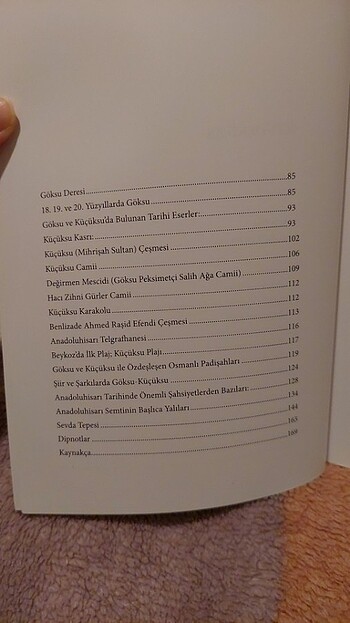 Göksu Deresi..........85
18. 19. ve 20. Yüzyıllarda Göksu..........85
Göksu ve Küçüksu'da Bulunan Tarihi Eserler:..........93
Küçüksu Kasrı:..........93
Küçüksu (Mihrişah Sultan) Çeşmesi..........102
Küçüksu Camii..........106
Değirmen Mescidi (Göksu Peksimetçi Salih Ağa Camii)..........109
Hacı Zihni Gürler Camii..........112
Küçüksu Karakolu..........112
Benlizade Ahmed Raşid Efendi Çeşmesi..........113
Anadoluhisarı Telgrafhanesi..........116
Beykoz'da İlk Plaj; Küçüksu Plajı..........117
Göksu ve Küçüksu ile Özdeşleşen Osmanlı Padişahları..........119
Şiir ve Şarkılarda Göksu-Küçüksu..........124
Anadoluhisarı Tarihinde Önemli Şahsiyetlerden Bazıları:..........128
Anadoluhisarı Semtinin Başlıca Yalıları..........134
Sevda Tepesi..........144
Dipnotlar..........165
Kaynakça..........168